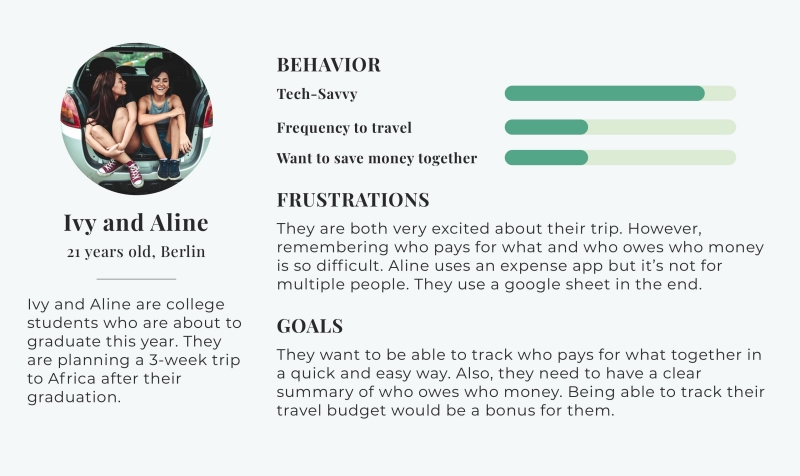 Ivy and Aline
21 years old, Berlin
Ivy and Aline are college
students who are about to
graduate this year. They
are planning a 3-week trip
to Africa after their
graduation.
BEHAVIOR
Tech-Savvy
Frequency to travel
Want to save money together
FRUSTRATIONS
They are both very excited about their trip. However,
remembering who pays for what and who owes who money
is so difficult. Aline uses an expense app but it’s not for
multiple people. They use a google sheet in the end.
GOALS
They want to be able to track who pays for what together in
a quick and easy way. Also, they need to have a clear
summary of who owes who money. Being able to track their
travel budget would be a bonus for them.